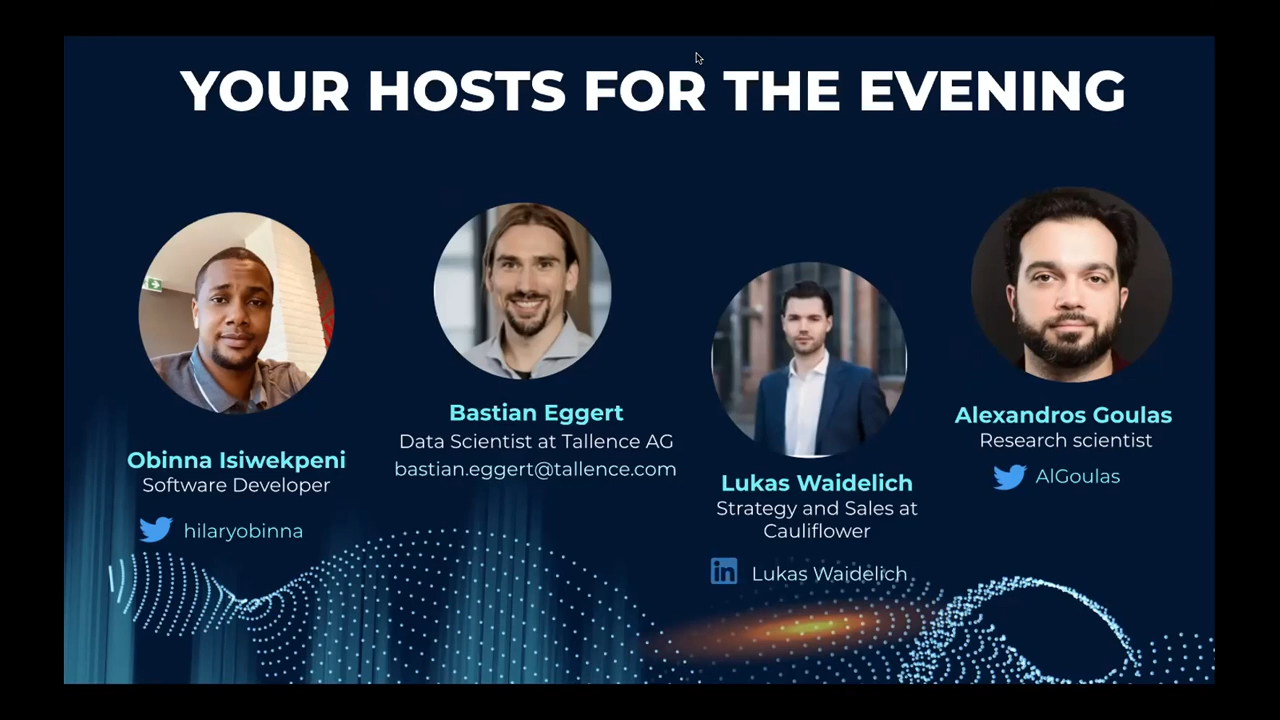 YOUR HOSTS FOR THE EVENING
Obinna Isiwekpeni
Software Developer
hilaryobinna
Bastian Eggert
Data Scientist at Tallence AG
bastian.eggert@tallence.com
Lukas Waidelich
Strategy and Sales at
Cauliflower
in
Lukas Waidelich
Alexandros Goulas
Research scientist
AlGoulas